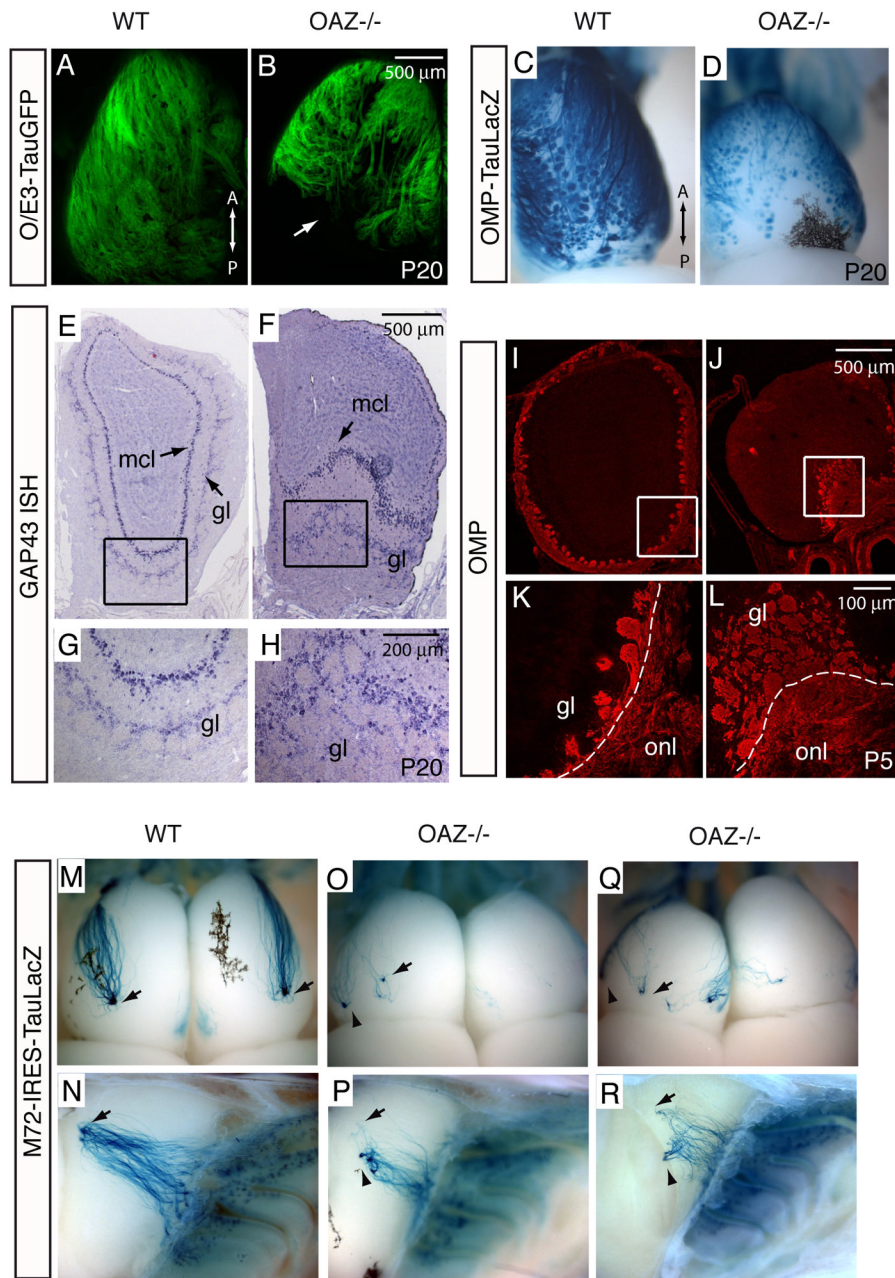 WT
OAZ-/-
WT
OAZ-/-
O/E3-TauGFP
A
B
500 μm
A
P
P20
OMP-TauLacZ
C
D
A
P
P20
GAP43 ISH
E
F
500 μm
mcl
gl
mcl
gl
G
H
200 μm
gl
gl
P20
OMP
I
J
500 μm
K
L
100 μm
gl
gl
onl
onl
P5
WT
OAZ-/-
OAZ-/-
M72-IRES-TauLacZ
M
O
Q
N
P
R